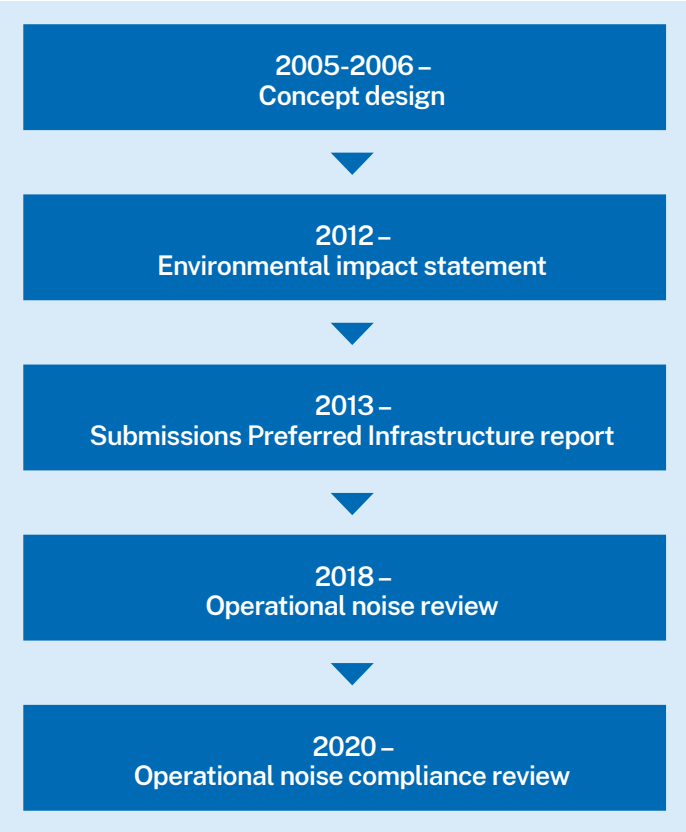 2005-2006 –
Concept design
2012 –
Environmental impact statement
2013 –
Submissions Preferred Infrastructure report
2018 –
Operational noise review
2020 –
Operational noise compliance review